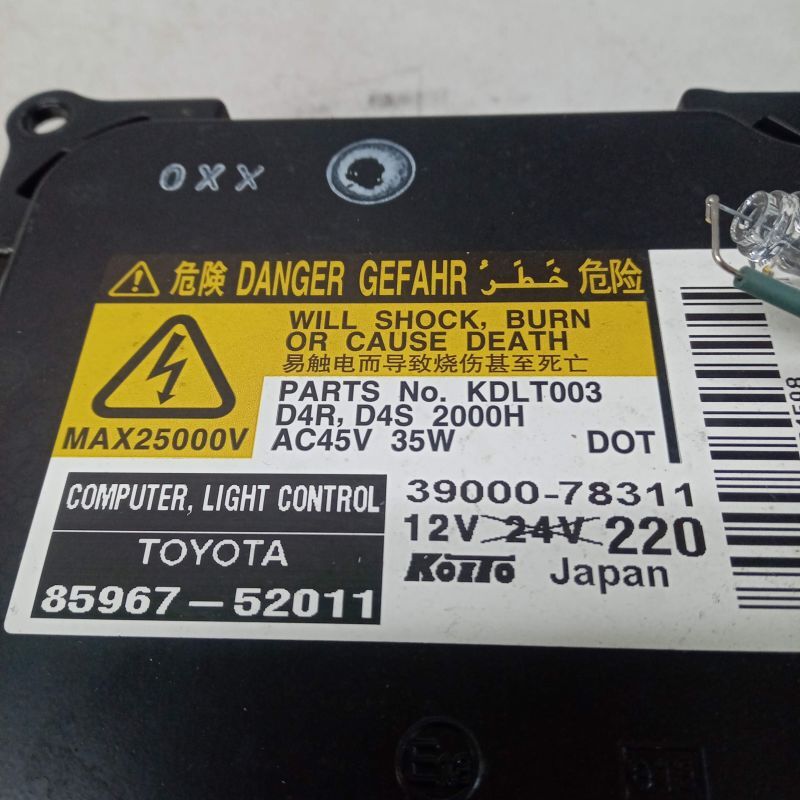 OXX
危険 DANGER GEFAHR خَطَرٌ 危险
WILL SHOCK, BURN
OR CAUSE DEATH
易触电而导致烧伤甚至死亡
MAX25000V
PARTS No. KDLT003
D4R, D4S 2000H
AC45V 35W DOT
COMPUTER, LIGHT CONTROL
TOYOTA
85967-52011
39000-78311
12V 24V 220
KOITO Japan